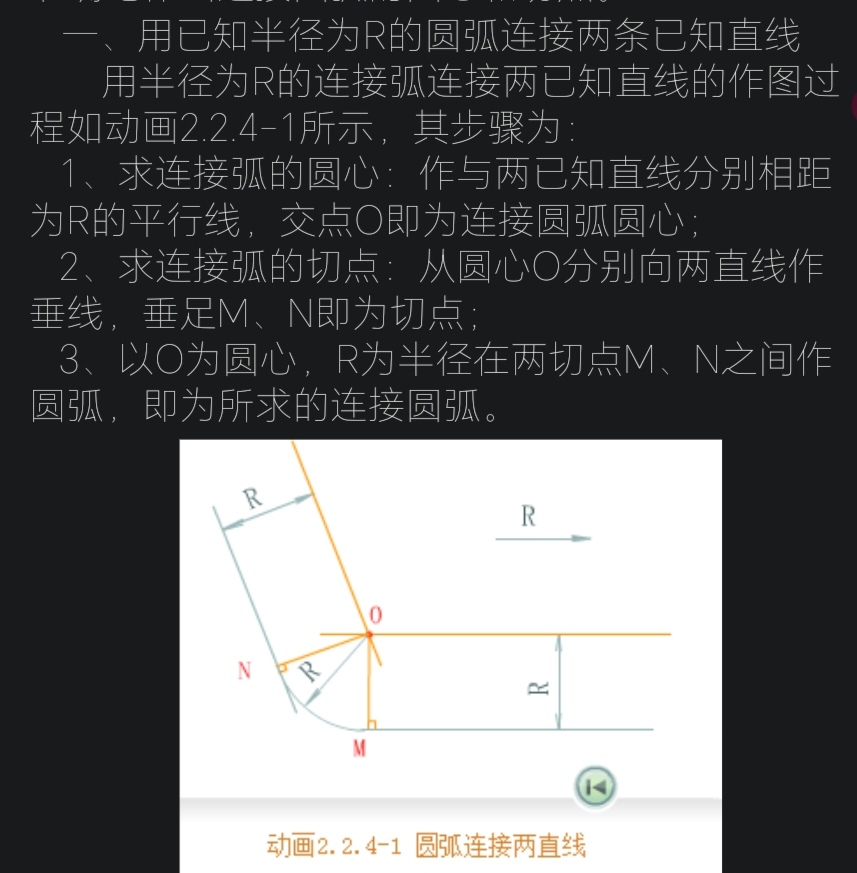 一、用已知半径为R的圆弧连接两条已知直线
用半径为R的连接弧连接两已知直线的作图过
程如动画2.2.4-1所示，其步骤为：
1、求连接弧的圆心：作与两已知直线分别相距
为R的平行线，交点O即为连接圆弧圆心；
2、求连接弧的切点：从圆心O分别向两直线作
垂线，垂足M、N即为切点；
3、以O为圆心，R为半径在两切点M、N之间作
圆弧，即为所求的连接圆弧。
R
R
O
N
R
R
M
动画2.2.4-1 圆弧连接两直线